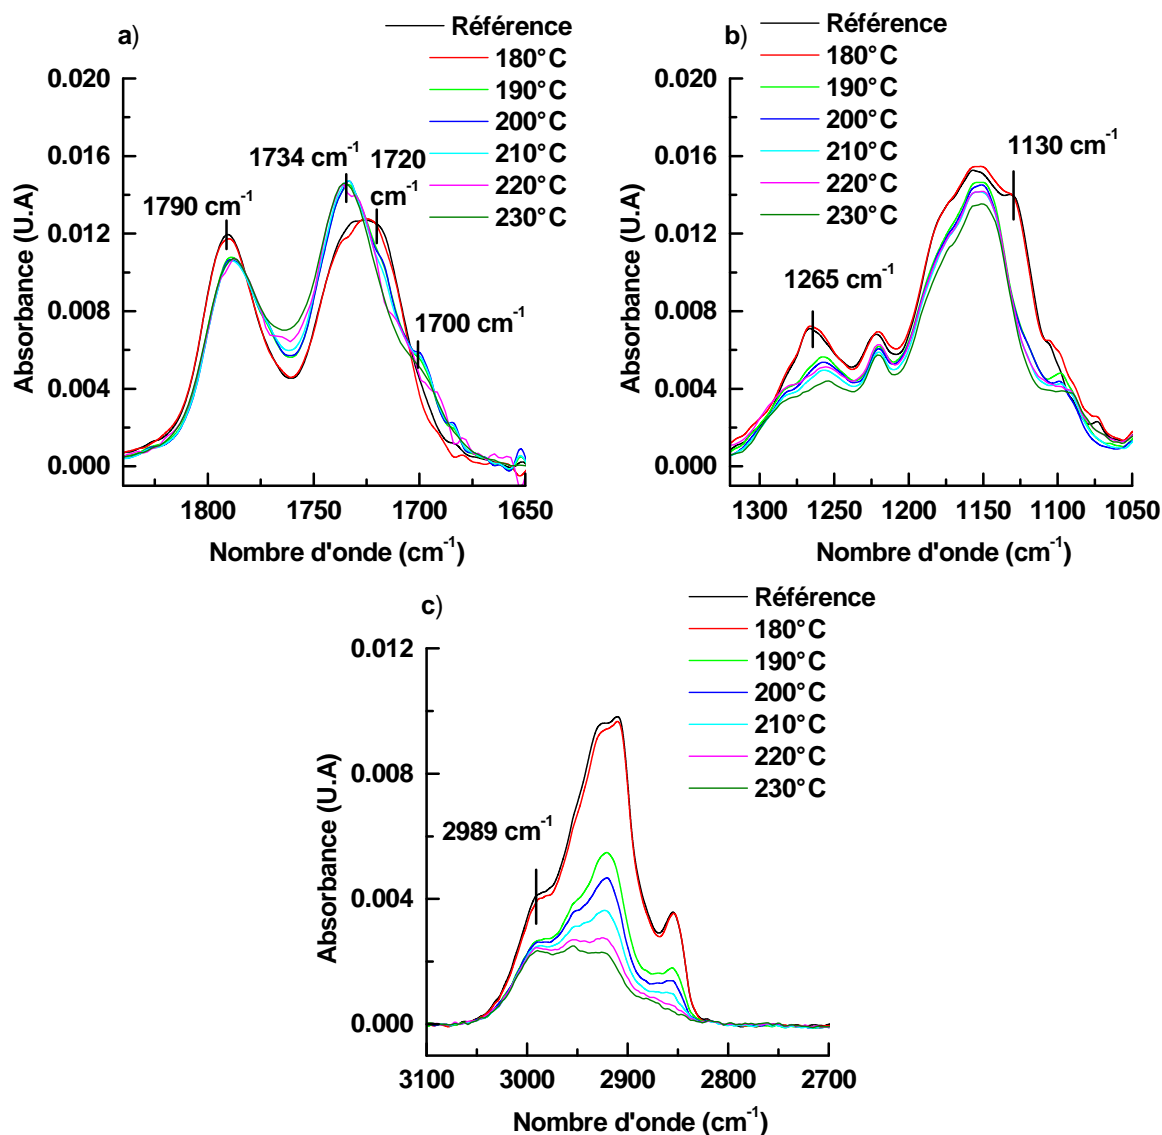 a)
Référence
180°C
190°C
200°C
210°C
220°C
230°C
0.020
0.016
0.012
0.008
0.004
0.000
Absorbance (U.A)
1790 cm-1
1734 cm-1
1720
cm-1
1700 cm-1
1800
1750
1700
1650
Nombre d'onde (cm-1)
b)
Référence
180°C
190°C
200°C
210°C
220°C
230°C
0.020
0.016
0.012
0.008
0.004
0.000
Absorbance (U.A)
1130 cm-1
1265 cm-1
1300
1250
1200
1150
1100
1050
Nombre d'onde (cm-1)
c)
Référence
180°C
190°C
200°C
210°C
220°C
230°C
0.012
0.008
0.004
0.000
Absorbance (U.A)
2989 cm-1
3100
3000
2900
2800
2700
Nombre d'onde (cm-1)